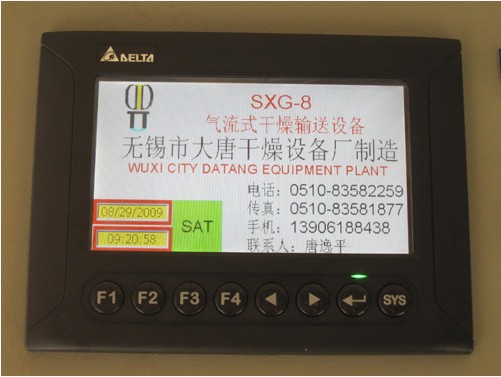 DELTA
SXG-8
气流式干燥输送设备
无锡市大唐干燥设备厂制造
WUXI CITY DATANG EQUIPMENT PLANT
电话：0510-83582259
传真：0510-83581877
手机：13906188438
联系人：唐逸平
08/29/2009
09:20:58
SAT
F1 F2 F3 F4 SYS